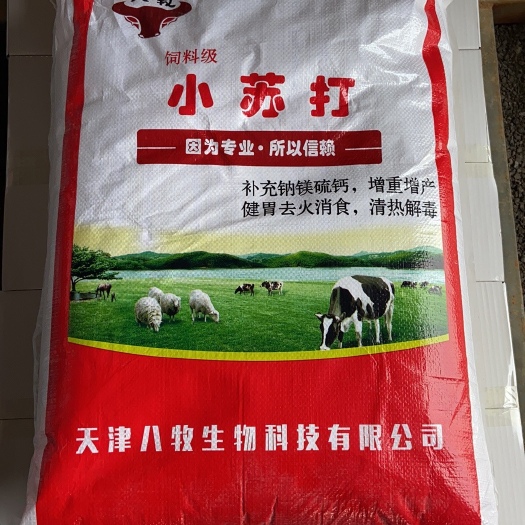 饲料级
小苏打
因为专业·所以信赖
补充钠镁硫钙，增重增产
健胃去火消食，清热解毒
天津八牧生物科技有限公司